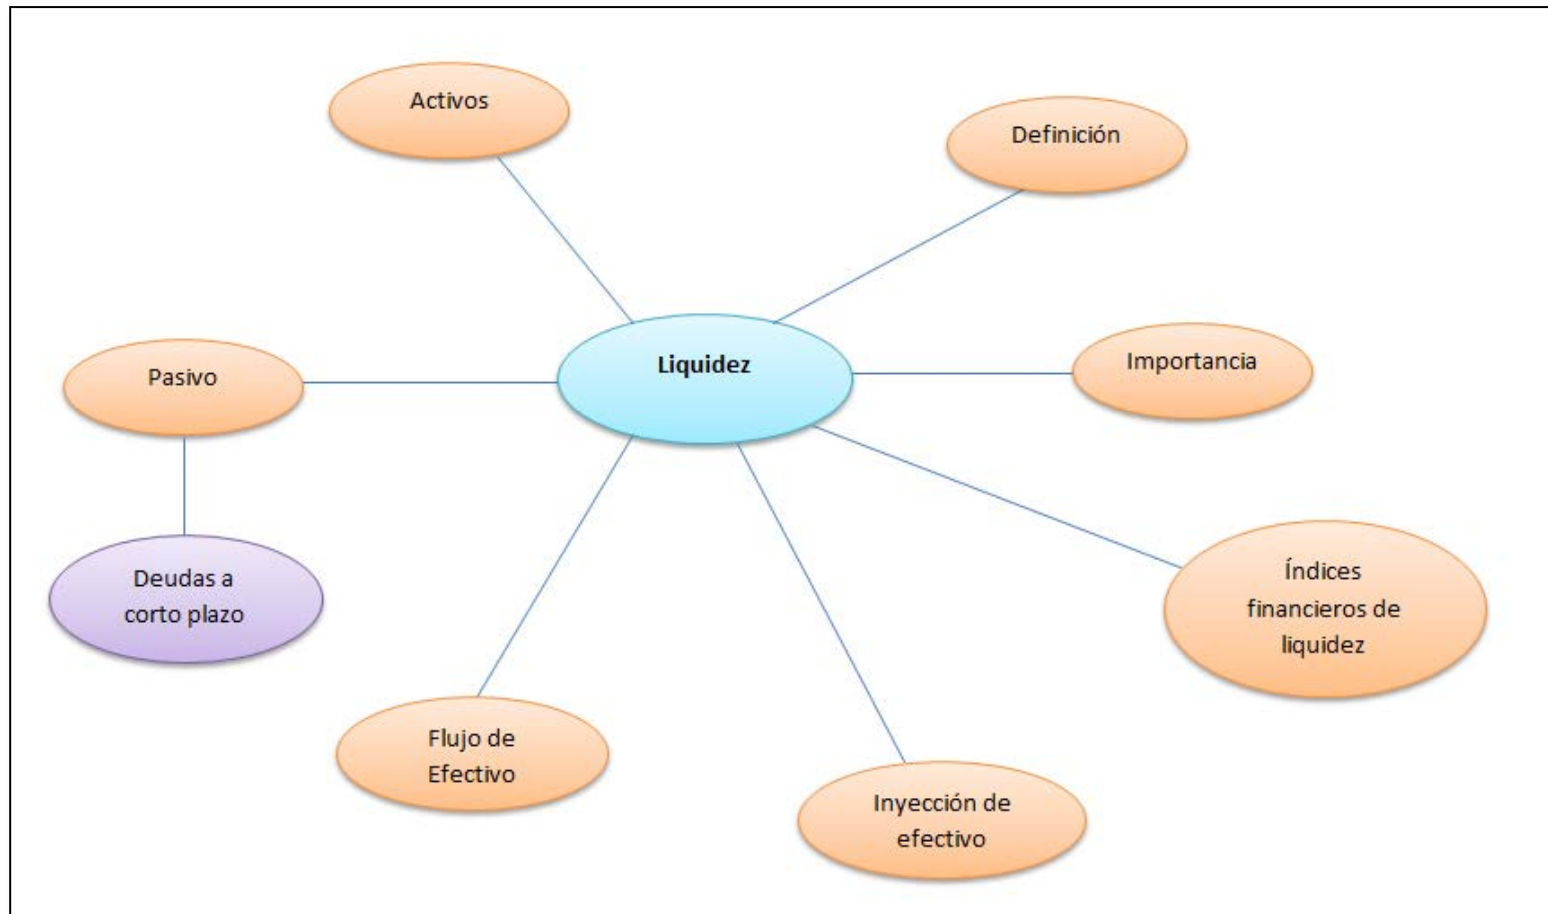 Activos
Definición
Liquidez
Importancia
Pasivo
Deudas a
corto plazo
Índices
financieros de
liquidez
Flujo de
Efectivo
Inyección de
efectivo